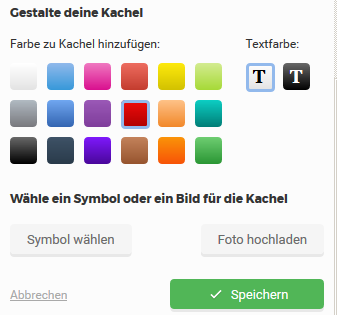 Gestalte deine Kachel
Farbe zu Kachel hinzufügen: Textfarbe:
T T
Wähle ein Symbol oder ein Bild für die Kachel
Symbol wählen Foto hochladen
Abbrechen Speichern